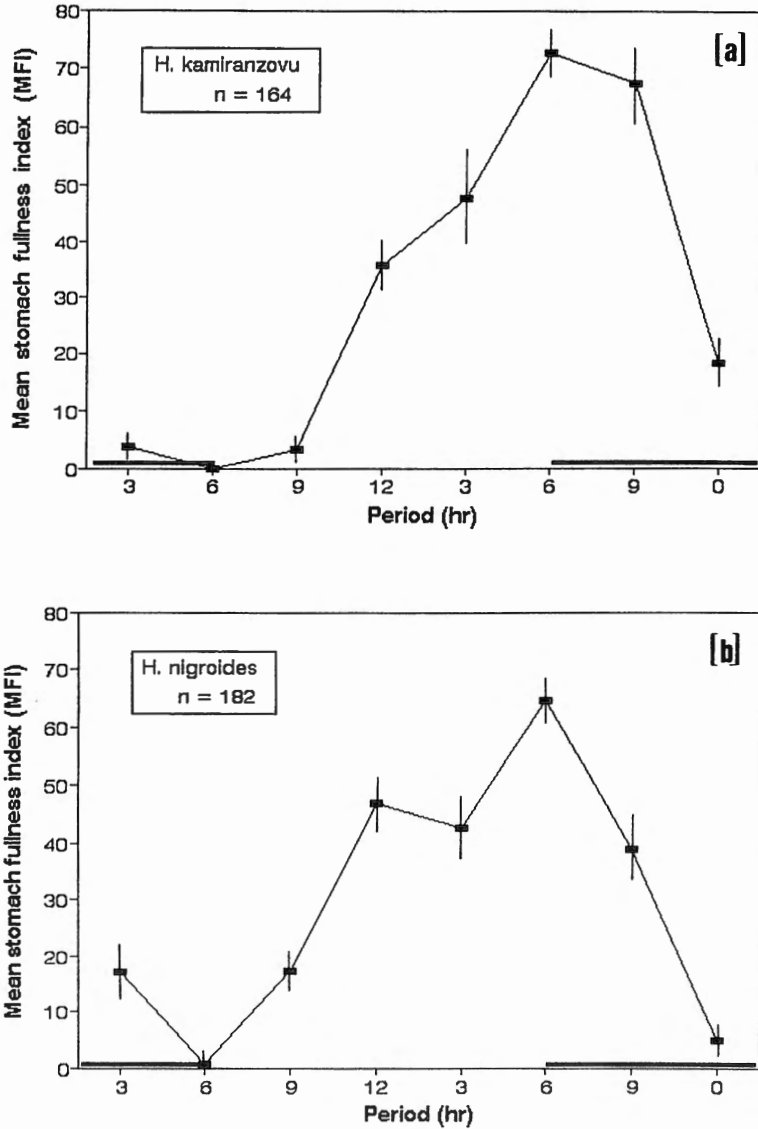 [a]
H. kamiranzovu
n = 164
Mean stomach fullness index (MFI)
80
70
60
50
40
30
20
10
0
3 6 9 12 3 6 9 0
Period (hr)
[b]
H. nigroides
n = 182
Mean stomach fullness index (MFI)
80
70
60
50
40
30
20
10
0
3 6 9 12 3 6 9 0
Period (hr)